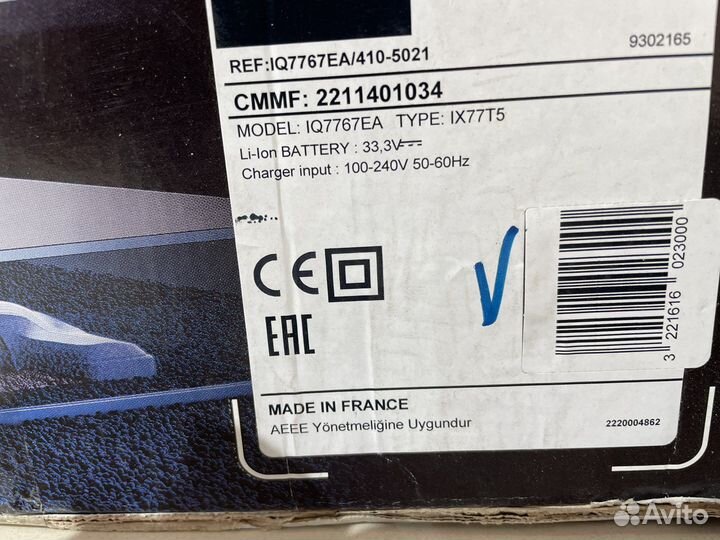 9302165
REF:IQ7767EA/410-5021
CMMF: 2211401034
MODEL: IQ7767EA TYPE: IX77T5
Li-Ion BATTERY : 33,3V
Charger input : 100-240V 50-60Hz
CE
EAC
3 221616 023000
MADE IN FRANCE
AEEE Yönetmeliğine Uygundur
2220004862
Avito